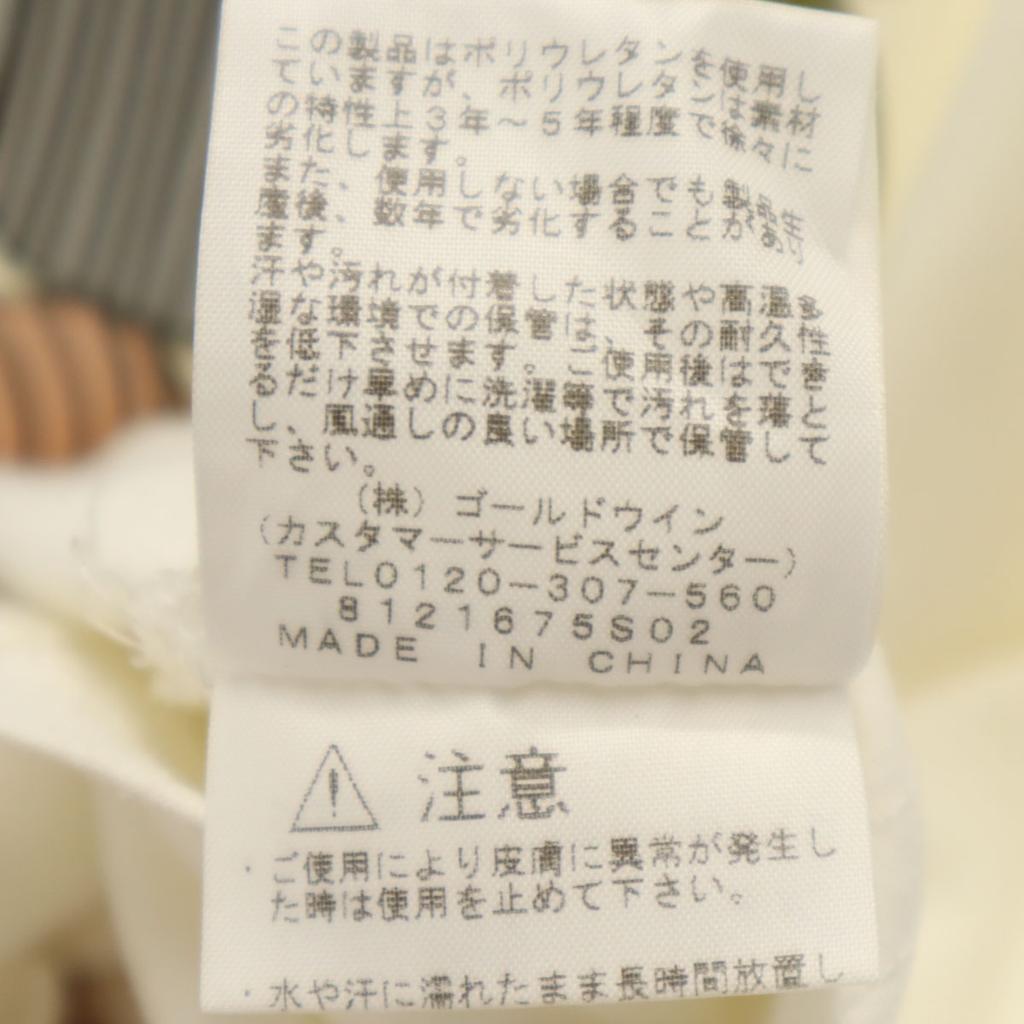 この製品はポリウレタンを使用し
ていますが、ポリウレタンは素材
の特性上3年～5年程度で徐々に
劣化します。
また、使用しない場合でも製品生
産後、数年で劣化することがあり
ます。
汗や汚れが付着した状態や高温多
湿な環境での保管は、その耐久性
を低下させます。ご使用後はでき
るだけ早めに洗濯等で汚れを落と
し、風通しの良い場所で保管して
下さい。
(株)ゴールドウイン
(カスタマーサービスセンター)
TEL0120-307-560
8121675S02
MADE IN CHINA
注意
・ご使用により皮膚に異常が発生し
た時は使用を止めて下さい。
・水や汗に濡れたまま長時間放置し